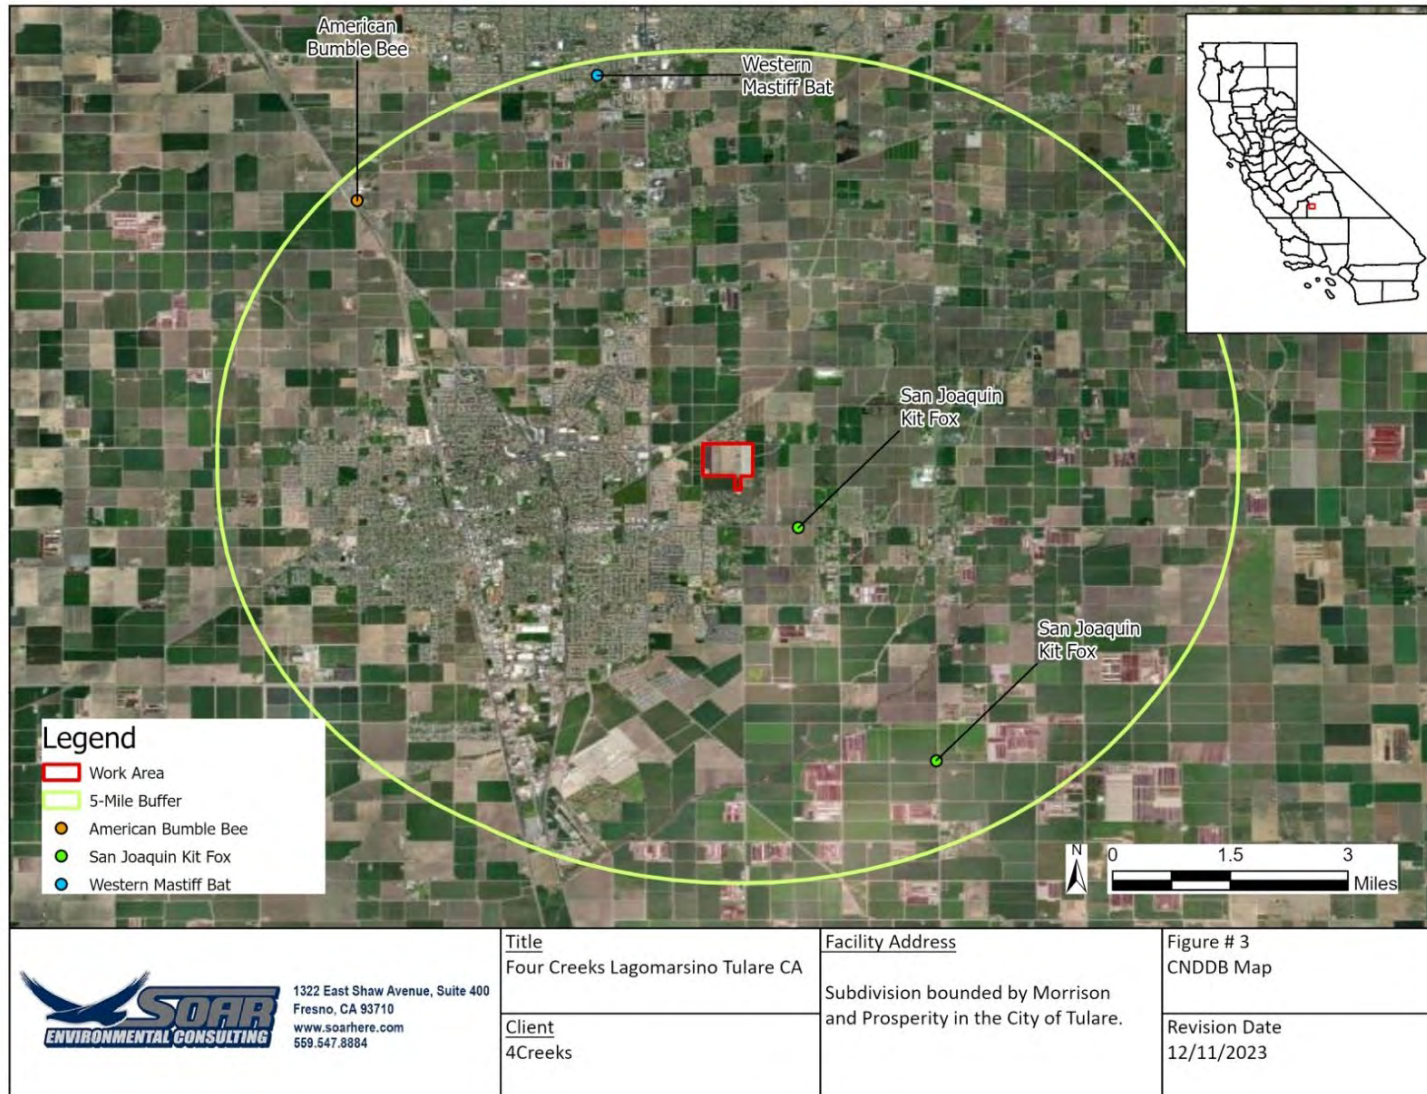 American
Bumble Bee
Western
Mastiff Bat
San Joaquin
Kit Fox
San Joaquin
Kit Fox
Legend
Work Area
5-Mile Buffer
American Bumble Bee
San Joaquin Kit Fox
Western Mastiff Bat
N
0 1.5 3
Miles
SOAR
ENVIRONMENTAL CONSULTING
1322 East Shaw Avenue, Suite 400
Fresno, CA 93710
www.soarhere.com
559.547.8884
Title
Four Creeks Lagomarsino Tulare CA
Client
4Creeks
Facility Address
Subdivision bounded by Morrison
and Prosperity in the City of Tulare.
Figure # 3
CNDDB Map
Revision Date
12/11/2023